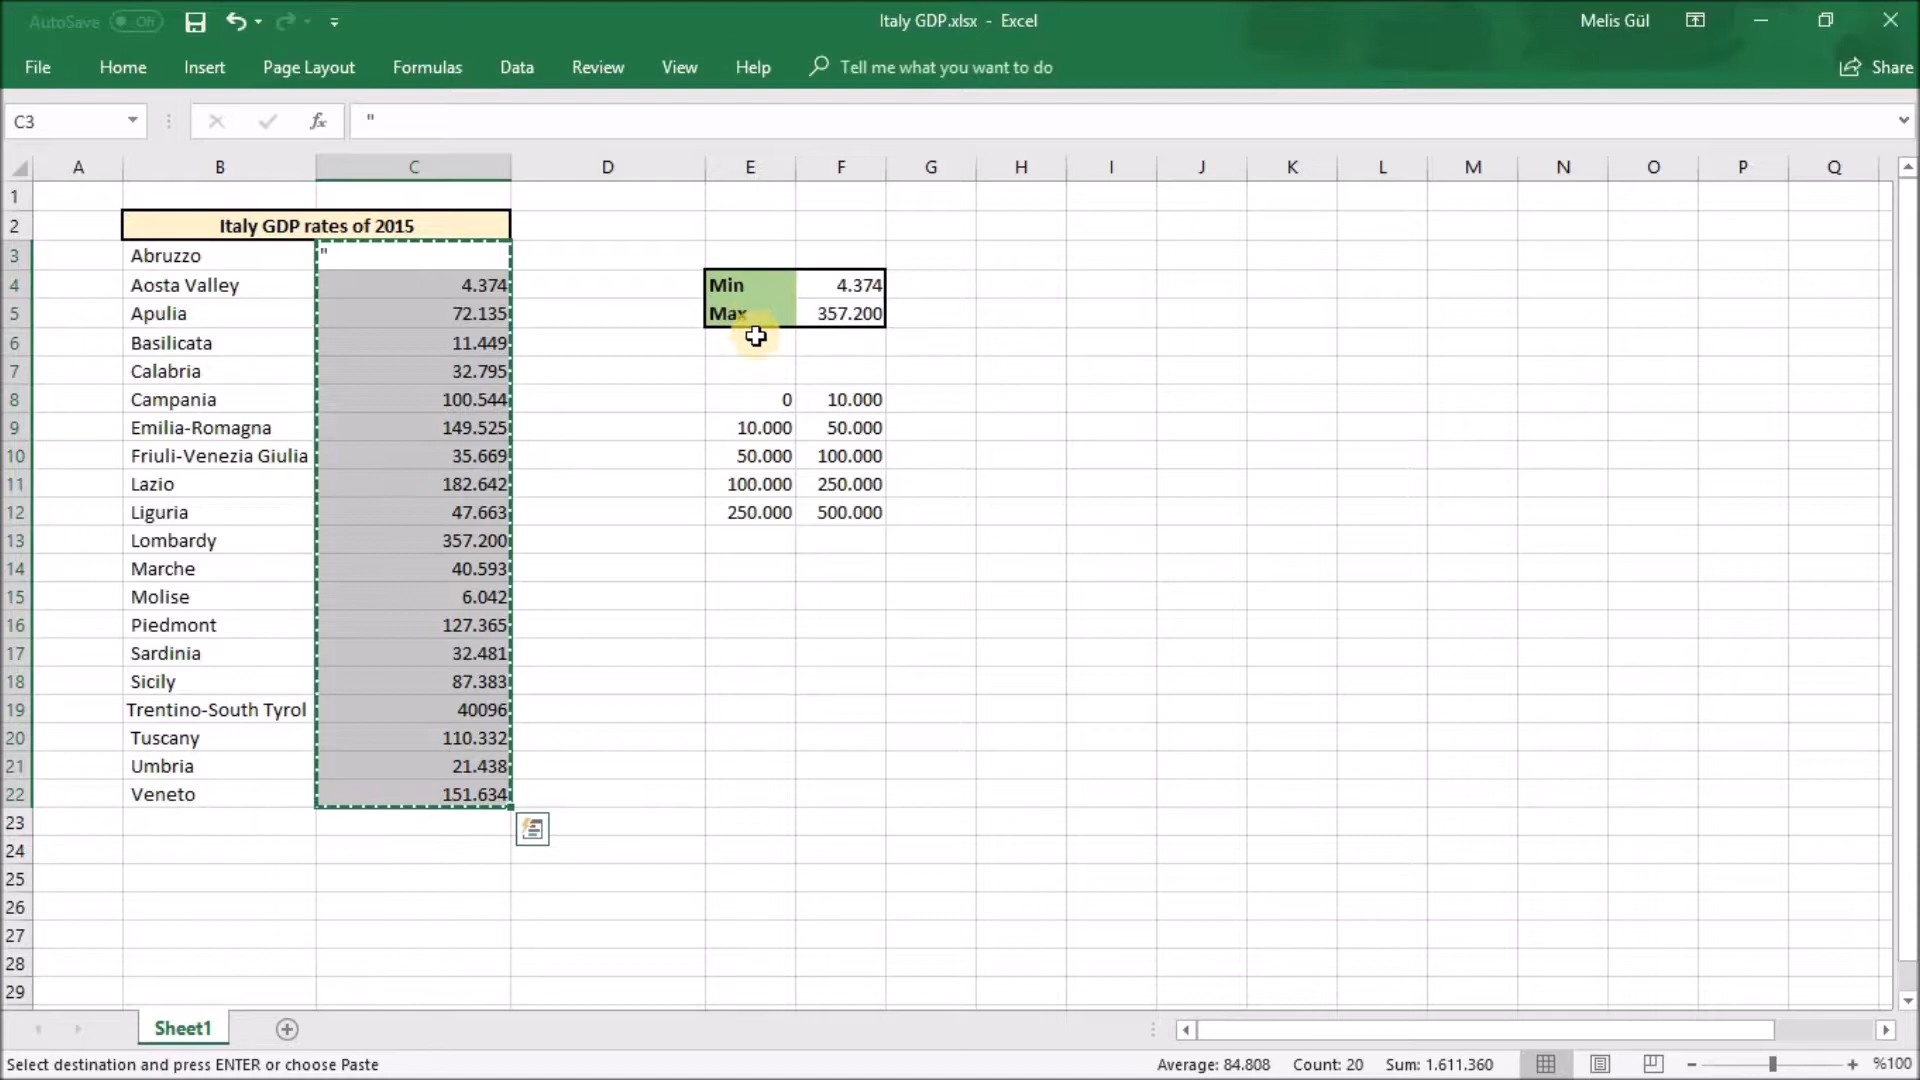 AutoSave Off Italy GDP.xlsx - Excel Melis Gül
File Home Insert Page Layout Formulas Data Review View Help Tell me what you want to do Share
C3 fx "
A B C D E F G H I J K L M N O P Q
1
2 Italy GDP rates of 2015
3 Abruzzo "
4 Aosta Valley 4.374 Min 4.374
5 Apulia 72.135 Max 357.200
6 Basilicata 11.449
7 Calabria 32.795
8 Campania 100.544 0 10.000
9 Emilia-Romagna 149.525 10.000 50.000
10 Friuli-Venezia Giulia 35.669 50.000 100.000
11 Lazio 182.642 100.000 250.000
12 Liguria 47.663 250.000 500.000
13 Lombardy 357.200
14 Marche 40.593
15 Molise 6.042
16 Piedmont 127.365
17 Sardinia 32.481
18 Sicily 87.383
19 Trentino-South Tyrol 40096
20 Tuscany 110.332
21 Umbria 21.438
22 Veneto 151.634
23
24
25
26
27
28
29
Sheet1
Select destination and press ENTER or choose Paste Average: 84.808 Count: 20 Sum: 1.611.360 %100